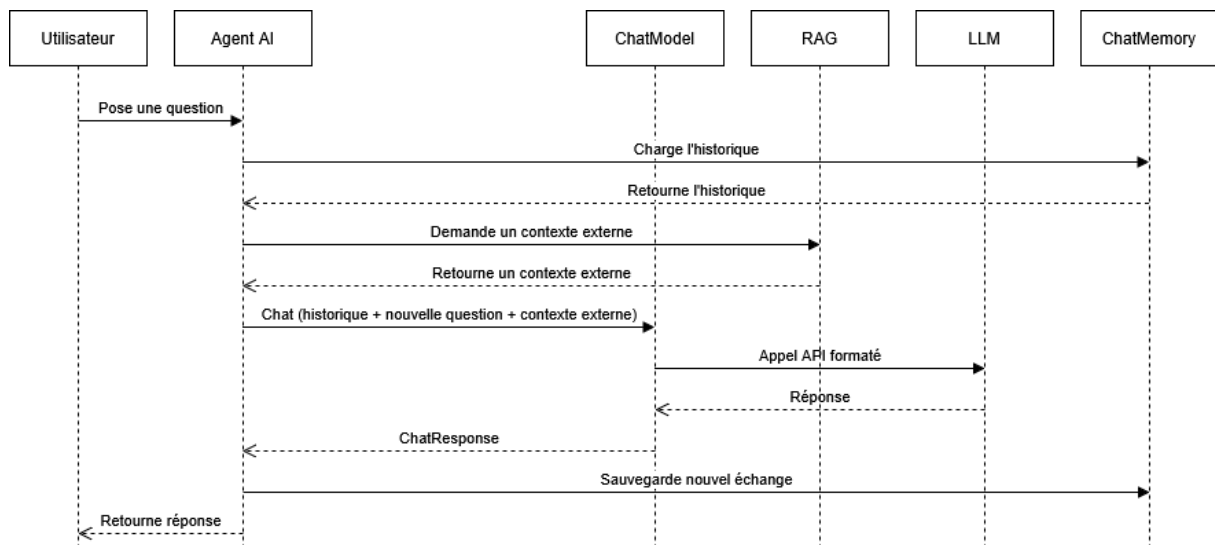 Utilisateur
Agent AI
ChatModel
RAG
LLM
ChatMemory
Pose une question
Charge l'historique
Retourne l'historique
Demande un contexte externe
Retourne un contexte externe
Chat (historique + nouvelle question + contexte externe)
Appel API formaté
Réponse
ChatResponse
Sauvegarde nouvel échange
Retourne réponse